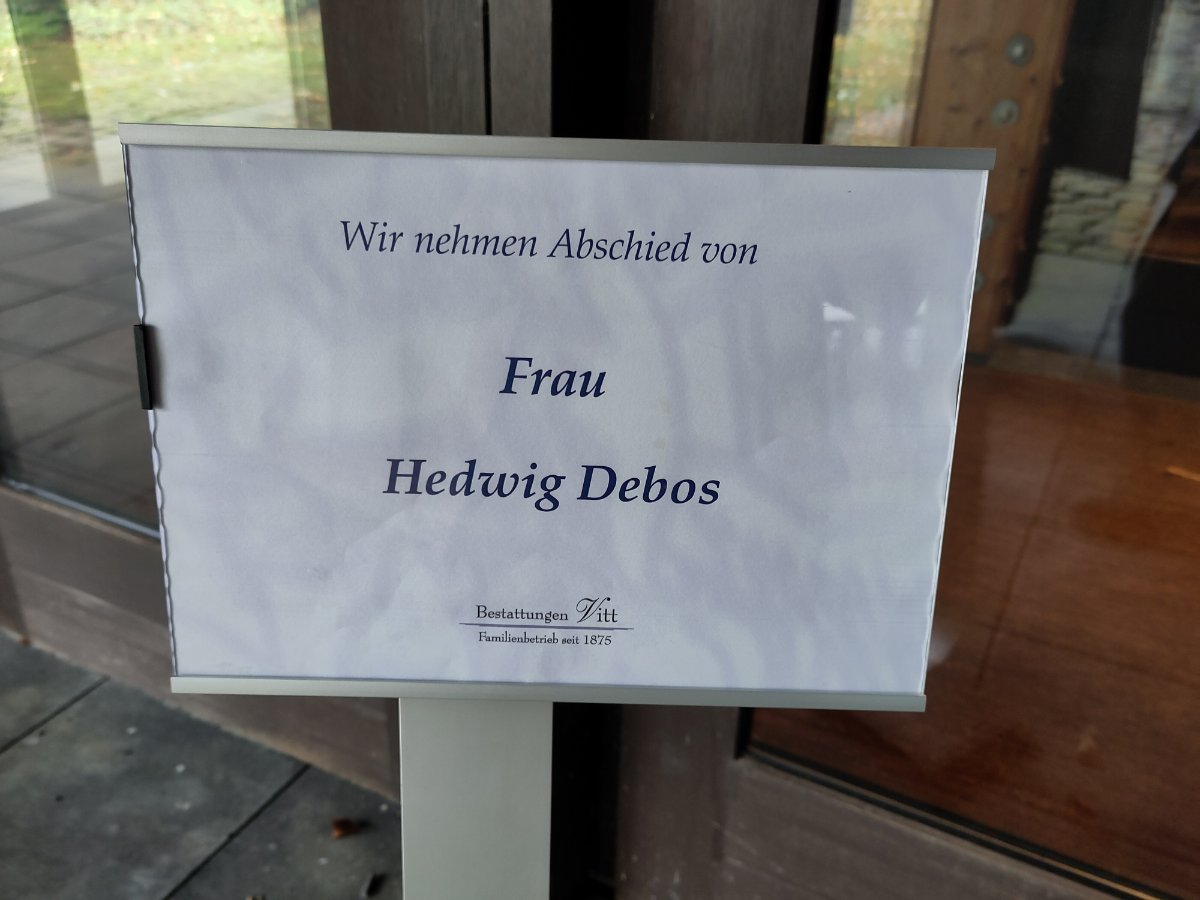 Wir nehmen Abschied von
Frau
Hedwig Debos
Bestattungen Vitt
Familienbetrieb seit 1875